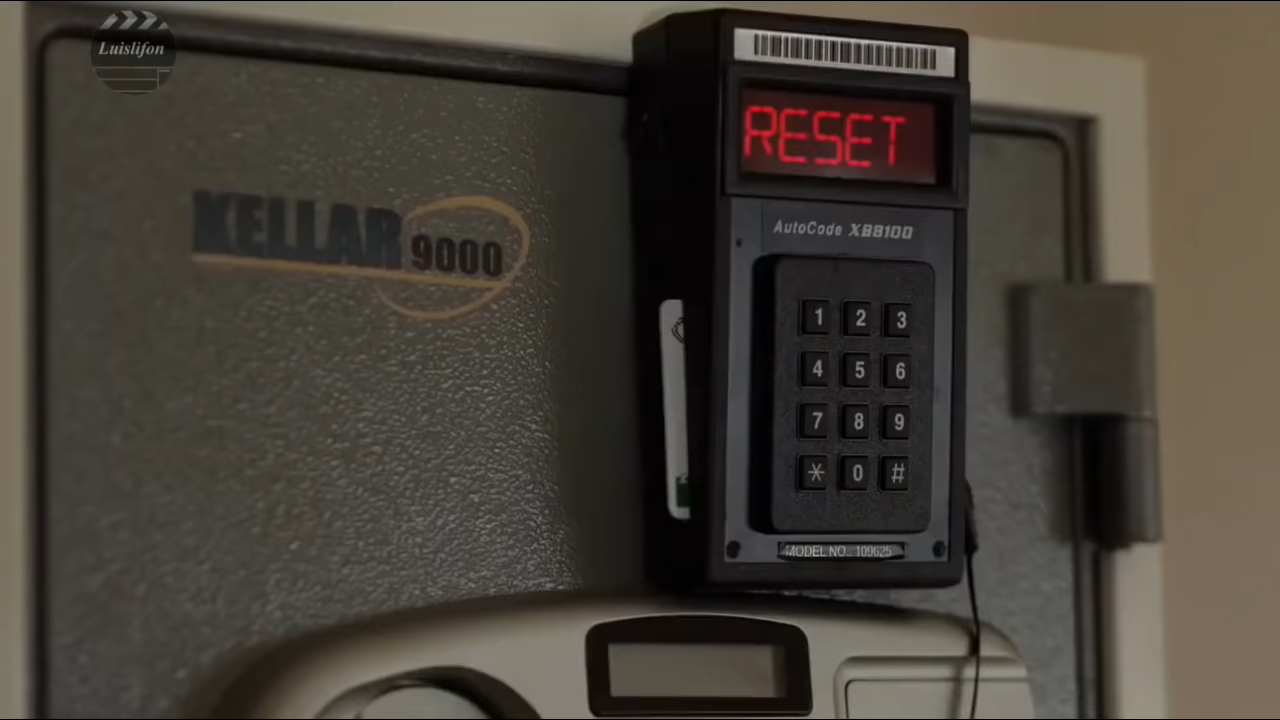 Luislifon
RESET
KELLAR 9000
AutoCode XB8100
1 2 3
4 5 6
7 8 9
* 0 #
MODEL NO.: 109625